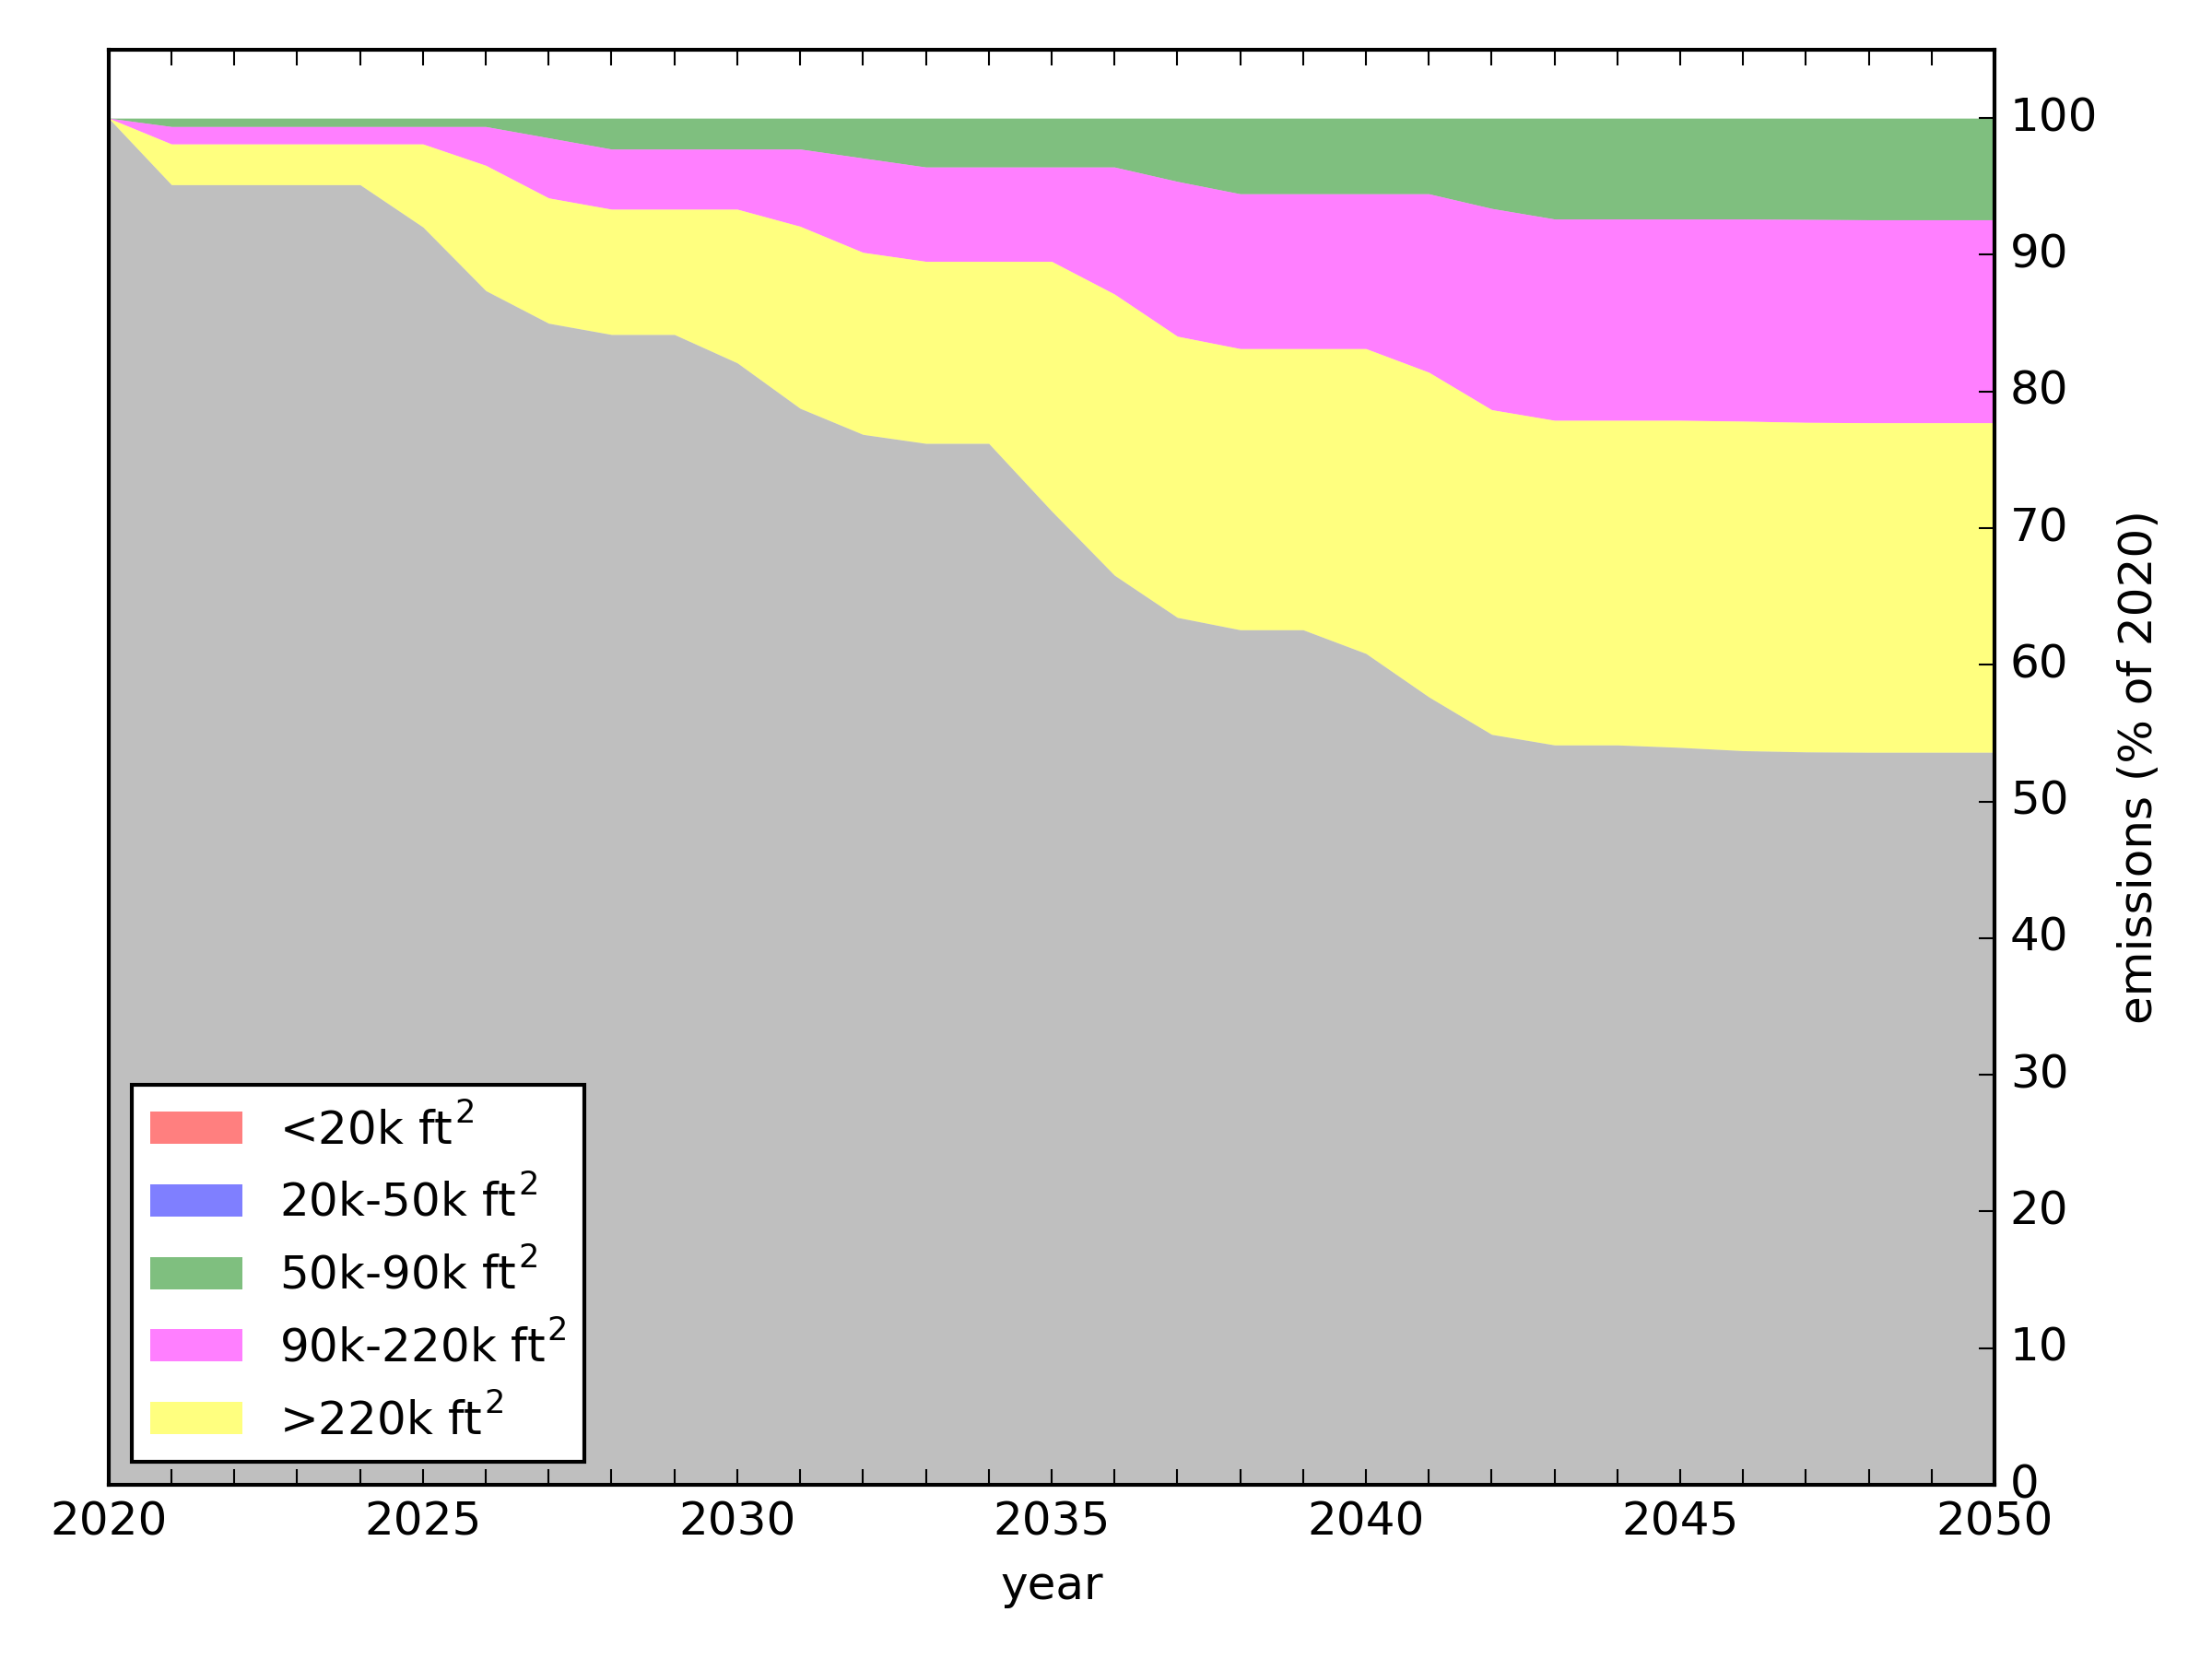 100
90
80
70
60
50
40
30
20
10
0
emissions (% of 2020)
<20k ft²
20k-50k ft²
50k-90k ft²
90k-220k ft²
>220k ft²
2020 2025 2030 2035 2040 2045 2050
year